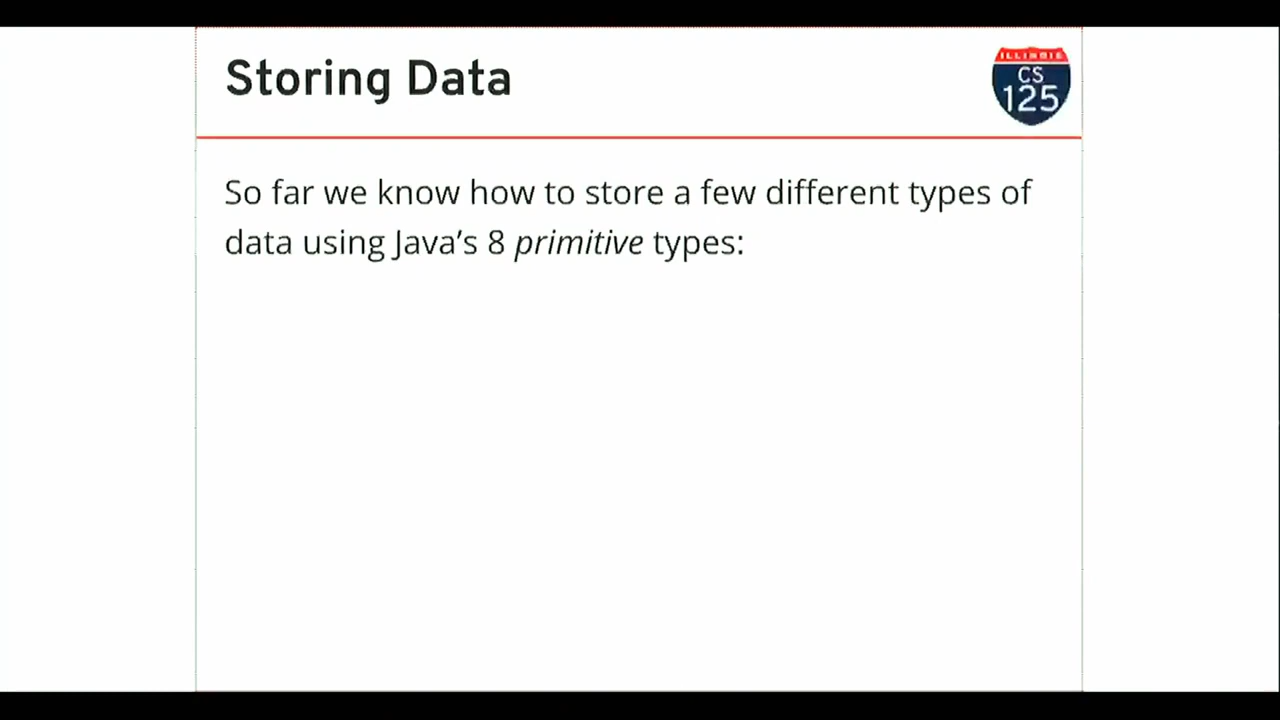 Storing Data
ILLINOIS
CS
125
So far we know how to store a few different types of
data using Java’s 8 primitive types: